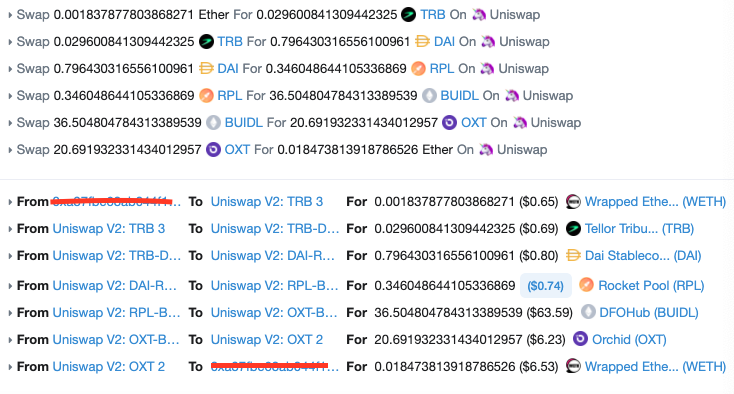 Swap 0.001837877803868271 Ether For 0.029600841309442325 TRB On Uniswap
Swap 0.029600841309442325 TRB For 0.796430316556100961 DAI On Uniswap
Swap 0.796430316556100961 DAI For 0.346048644105336869 RPL On Uniswap
Swap 0.346048644105336869 RPL For 36.504804784313389539 BUIDL On Uniswap
Swap 36.504804784313389539 BUIDL For 20.691932331434012957 OXT On Uniswap
Swap 20.691932331434012957 OXT For 0.018473813918786526 Ether On Uniswap
From To Uniswap V2: TRB 3 For 0.001837877803868271 ($0.65) Wrapped Ethe... (WETH)
From Uniswap V2: TRB 3 To Uniswap V2: TRB-D... For 0.029600841309442325 ($0.69) Tellor Tribu... (TRB)
From Uniswap V2: TRB-D... To Uniswap V2: DAI-R... For 0.796430316556100961 ($0.80) Dai Stableco... (DAI)
From Uniswap V2: DAI-R... To Uniswap V2: RPL-B... For 0.346048644105336869 ($0.74) Rocket Pool (RPL)
From Uniswap V2: RPL-B... To Uniswap V2: OXT-B... For 36.504804784313389539 ($63.59) DFOHub (BUIDL)
From Uniswap V2: OXT-B... To Uniswap V2: OXT 2 For 20.691932331434012957 ($6.23) Orchid (OXT)
From Uniswap V2: OXT 2 To For 0.018473813918786526 ($6.53) Wrapped Ethe... (WETH)